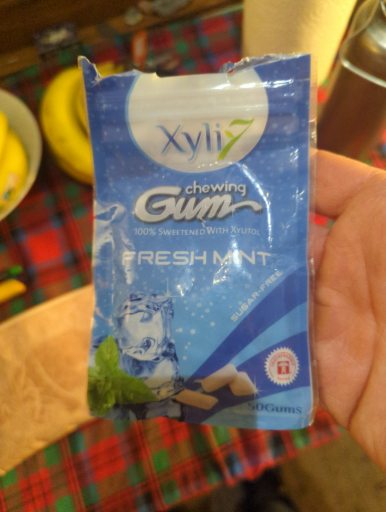 Xyli7
chewing
Gum
100% SWEETENED WITH XYLITOL
FRESH MINT
SUGAR-FREE
50GUMS